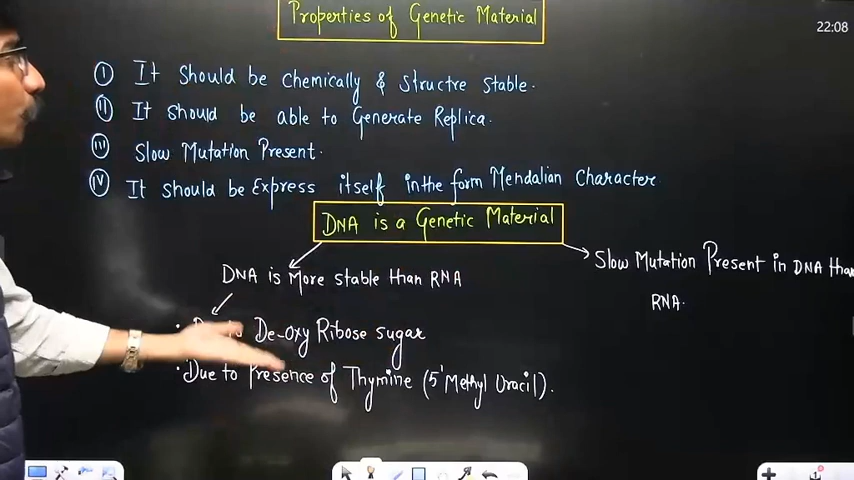 Properties of Genetic Material
22:08
I It should be chemically & structre stable.
II It should be able to Generate Replica.
III Slow Mutation Present.
IV It should be Express itself in the form Mendalian Character
DNA is a Genetic Material
DNA is More stable than RNA
Slow Mutation Present in DNA than
RNA.
De-oxy Ribose sugar
• Due to Presence of Thymine (5' Methyl Uracil).